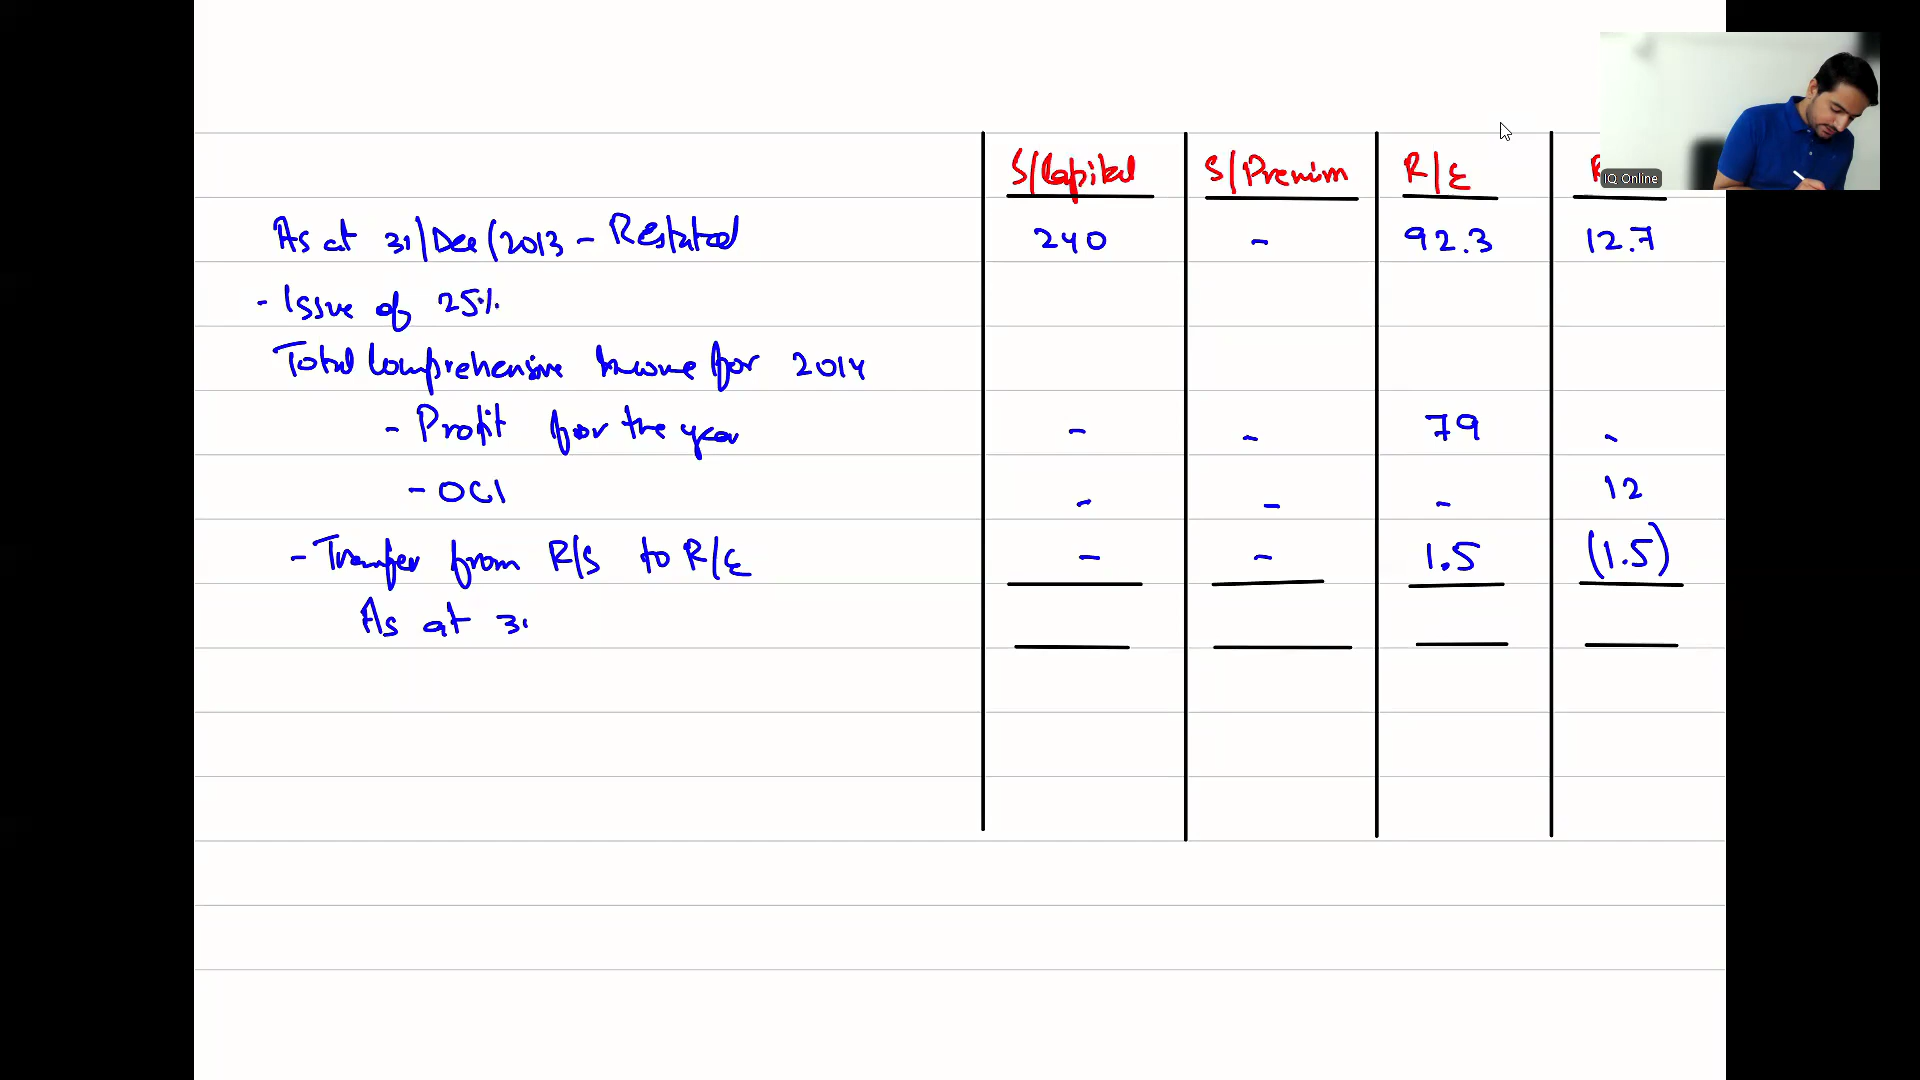 S/Capital S/Premium R/E R
IQ Online
As at 31/Dec/2013 - Restated 240 - 92.3 12.7
- Issue of 25%
Total Comprehensive Income for 2014
- Profit for the year - - 79 -
- OCI - - - 12
- Transfer from R/S to R/E - - 1.5 (1.5)
As at 31